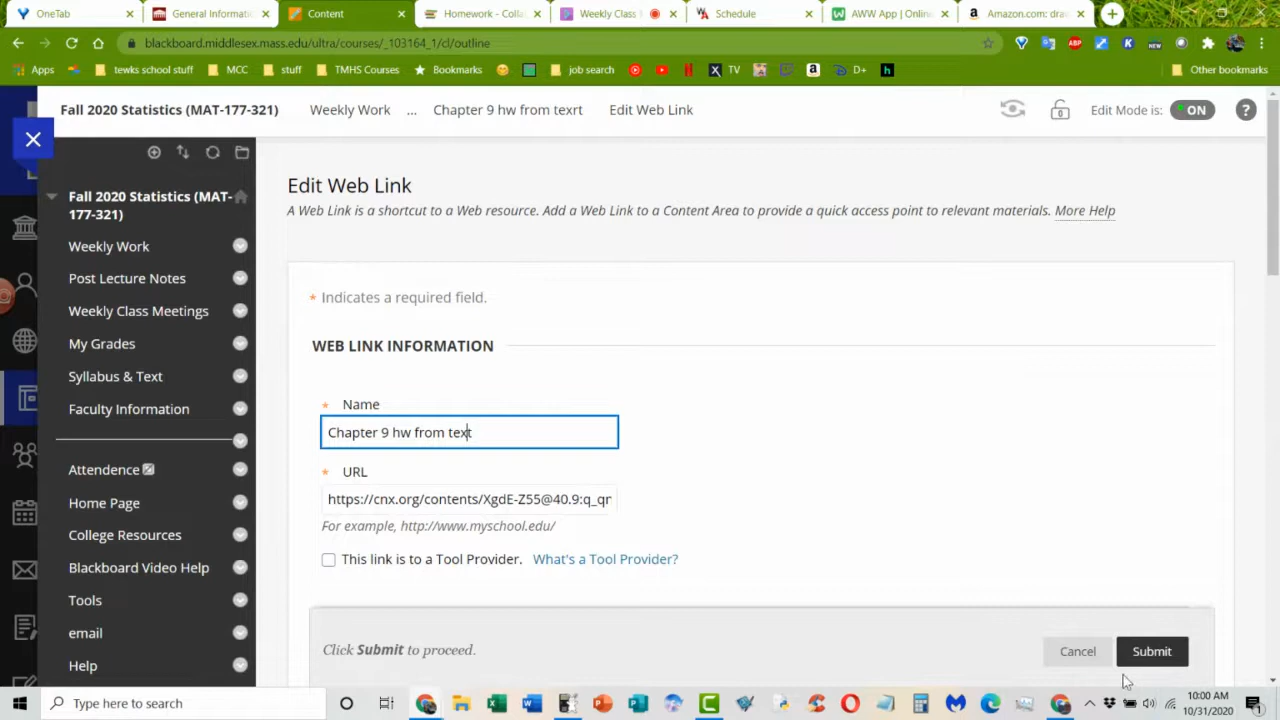 OneTab
General Informati
Content
Homework - Colla
Weekly Class
Schedule
AWW App | Online
Amazon.com: dra
blackboard.middlesex.mass.edu/ultra/courses/_103164_1/cl/outline
Apps
tewks school stuff
MCC
stuff
TMHS Courses
Bookmarks
job search
TV
D+
Other bookmarks
Fall 2020 Statistics (MAT-177-321)
Weekly Work
...
Chapter 9 hw from texrt
Edit Web Link
Edit Mode is:
ON
Fall 2020 Statistics (MAT-
177-321)
Weekly Work
Post Lecture Notes
Weekly Class Meetings
My Grades
Syllabus & Text
Faculty Information
Attendence
Home Page
College Resources
Blackboard Video Help
Tools
email
Help
Edit Web Link
A Web Link is a shortcut to a Web resource. Add a Web Link to a Content Area to provide a quick access point to relevant materials. More Help
* Indicates a required field.
WEB LINK INFORMATION
* Name
Chapter 9 hw from text
* URL
https://cnx.org/contents/XgdE-Z55@40.9:q_qr
For example, http://www.myschool.edu/
This link is to a Tool Provider. What's a Tool Provider?
Click Submit to proceed.
Cancel
Submit
Type here to search
10:00 AM
10/31/2020